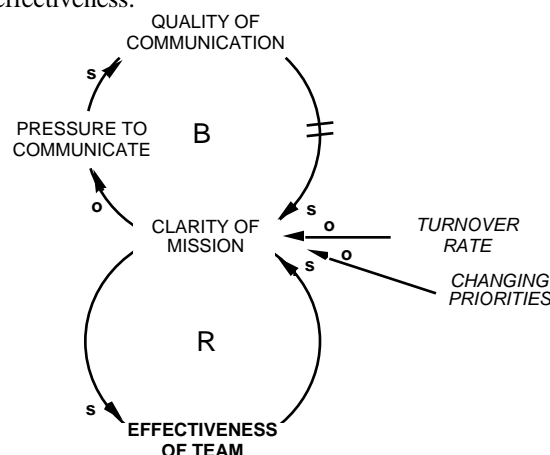 effectiveness.
QUALITY OF
COMMUNICATION
s
PRESSURE TO
COMMUNICATE
B
o
s
CLARITY OF
MISSION
o
TURNOVER
RATE
o
s
CHANGING
PRIORITIES
R
s
EFFECTIVENESS
OF TEAM